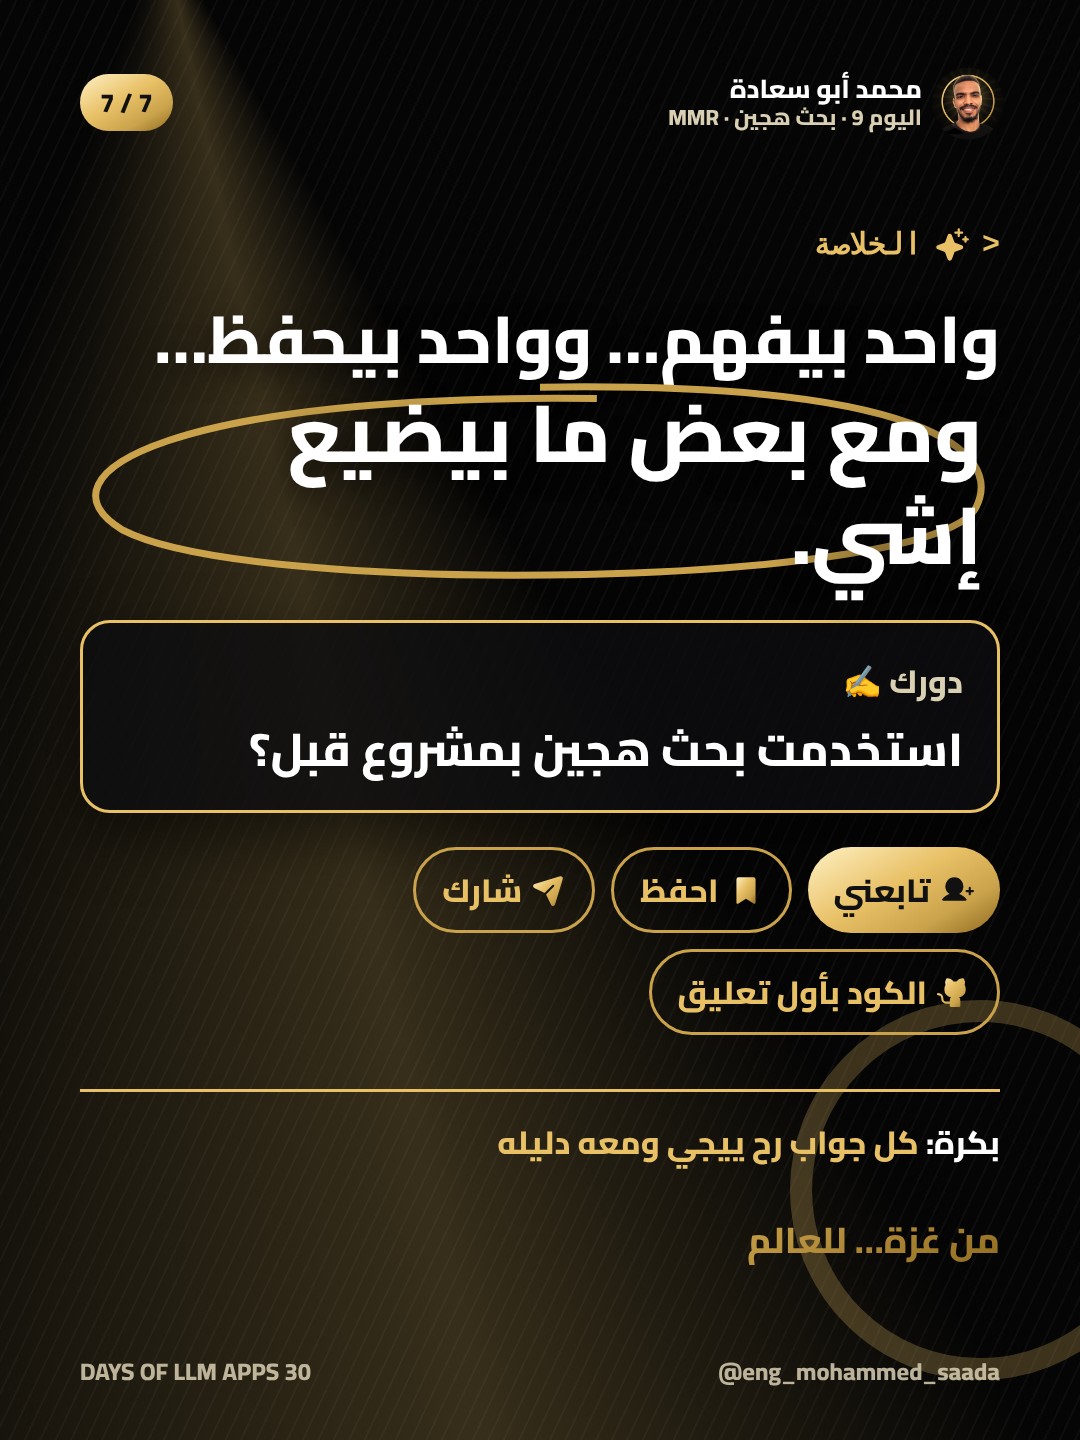 محمد أبو سعادة
اليوم 9 · بحث هجين · MMR
7 / 7
> الخلاصة
واحد بيفهم... وواحد بيحفظ...
ومع بعض ما بيضيع
إشي.
دورك ✍️
استخدمت بحث هجين بمشروع قبل؟
تابعني
احفظ
شارك
الكود بأول تعليق
بكرة: كل جواب رح ييجي ومعه دليله
من غزة... للعالم
@eng_mohammed_saada
DAYS OF LLM APPS 30